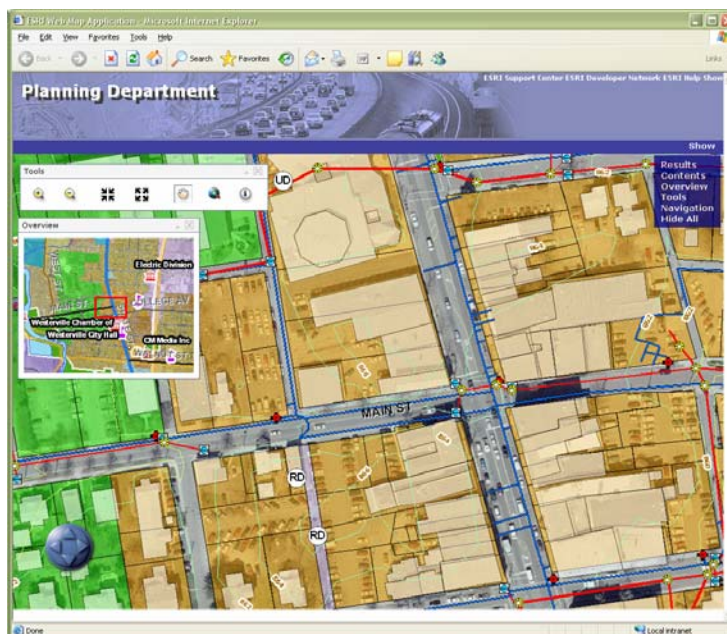 ESRI Web Map Application - Microsoft Internet Explorer
File Edit View Favorites Tools Help
Back Search Favorites Links
ESRI Support Center ESRI Developer Network ESRI Help Show
Planning Department
Show
Tools
Results
Contents
Overview
Tools
Navigation
Hide All
UD
Overview
Electric Division
MAIN ST
Westerville Chamber of
Westerville City Hall
CM Media Inc
MAIN ST
RD
RD
Done Local intranet